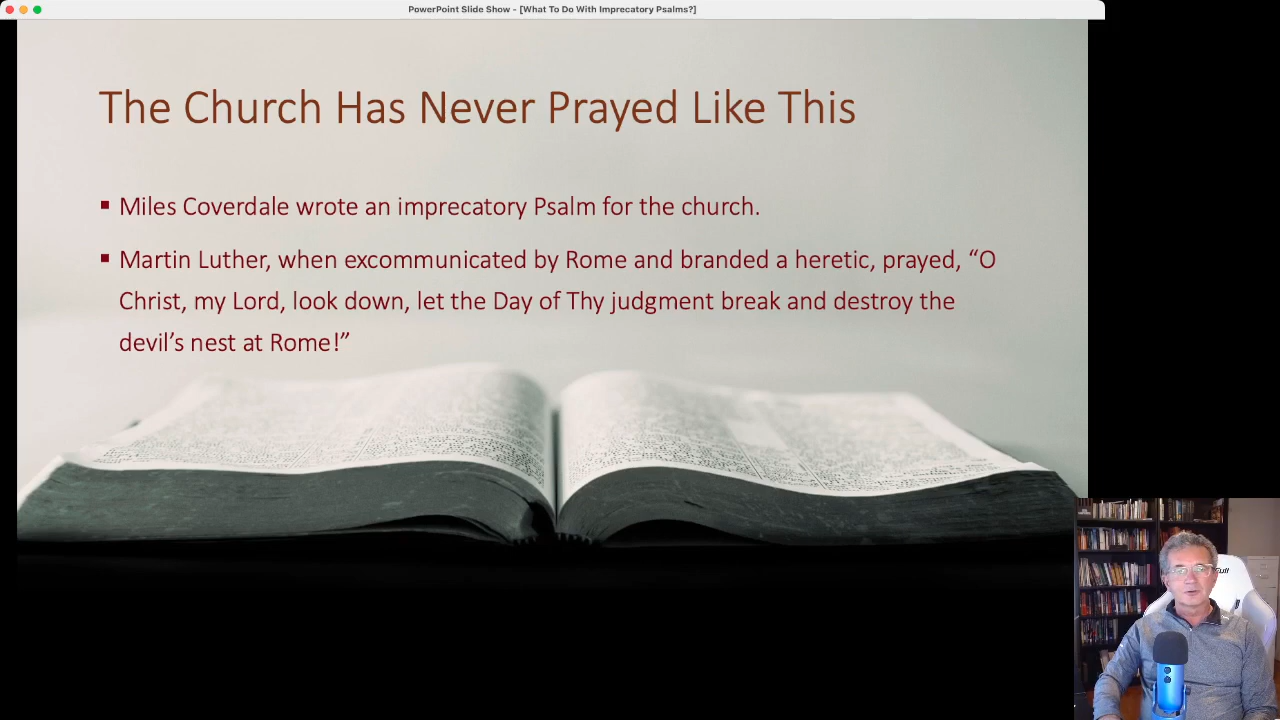 PowerPoint Slide Show - [What To Do With Imprecatory Psalms?]
The Church Has Never Prayed Like This
▪ Miles Coverdale wrote an imprecatory Psalm for the church.
▪ Martin Luther, when excommunicated by Rome and branded a heretic, prayed, “O
Christ, my Lord, look down, let the Day of Thy judgment break and destroy the
devil’s nest at Rome!”